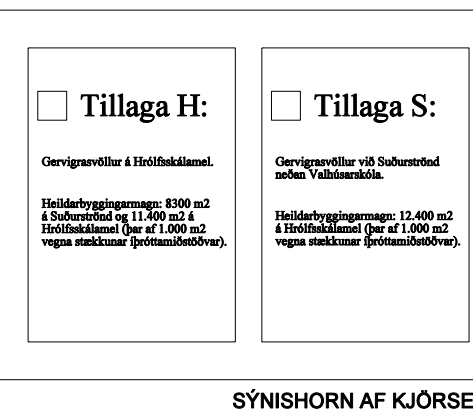 Tillaga H:
Gervigrasvöllur á Hrólfsskálamel.
Heildarbyggingarmagn: 8300 m2
á Suðurströnd og 11.400 m2 á
Hrólfsskálamel (þar af 1.000 m2
vegna stækkunar íþróttamiðstöðvar).
Tillaga S:
Gervigrasvöllur við Suðurströnd
neðan Valhúsarskóla.
Heildarbyggingarmagn: 12.400 m2
á Hrólfsskálamel (þar af 1.000 m2
vegna stækkunar íþróttamiðstöðvar).
SÝNISHORN AF KJÖRSE